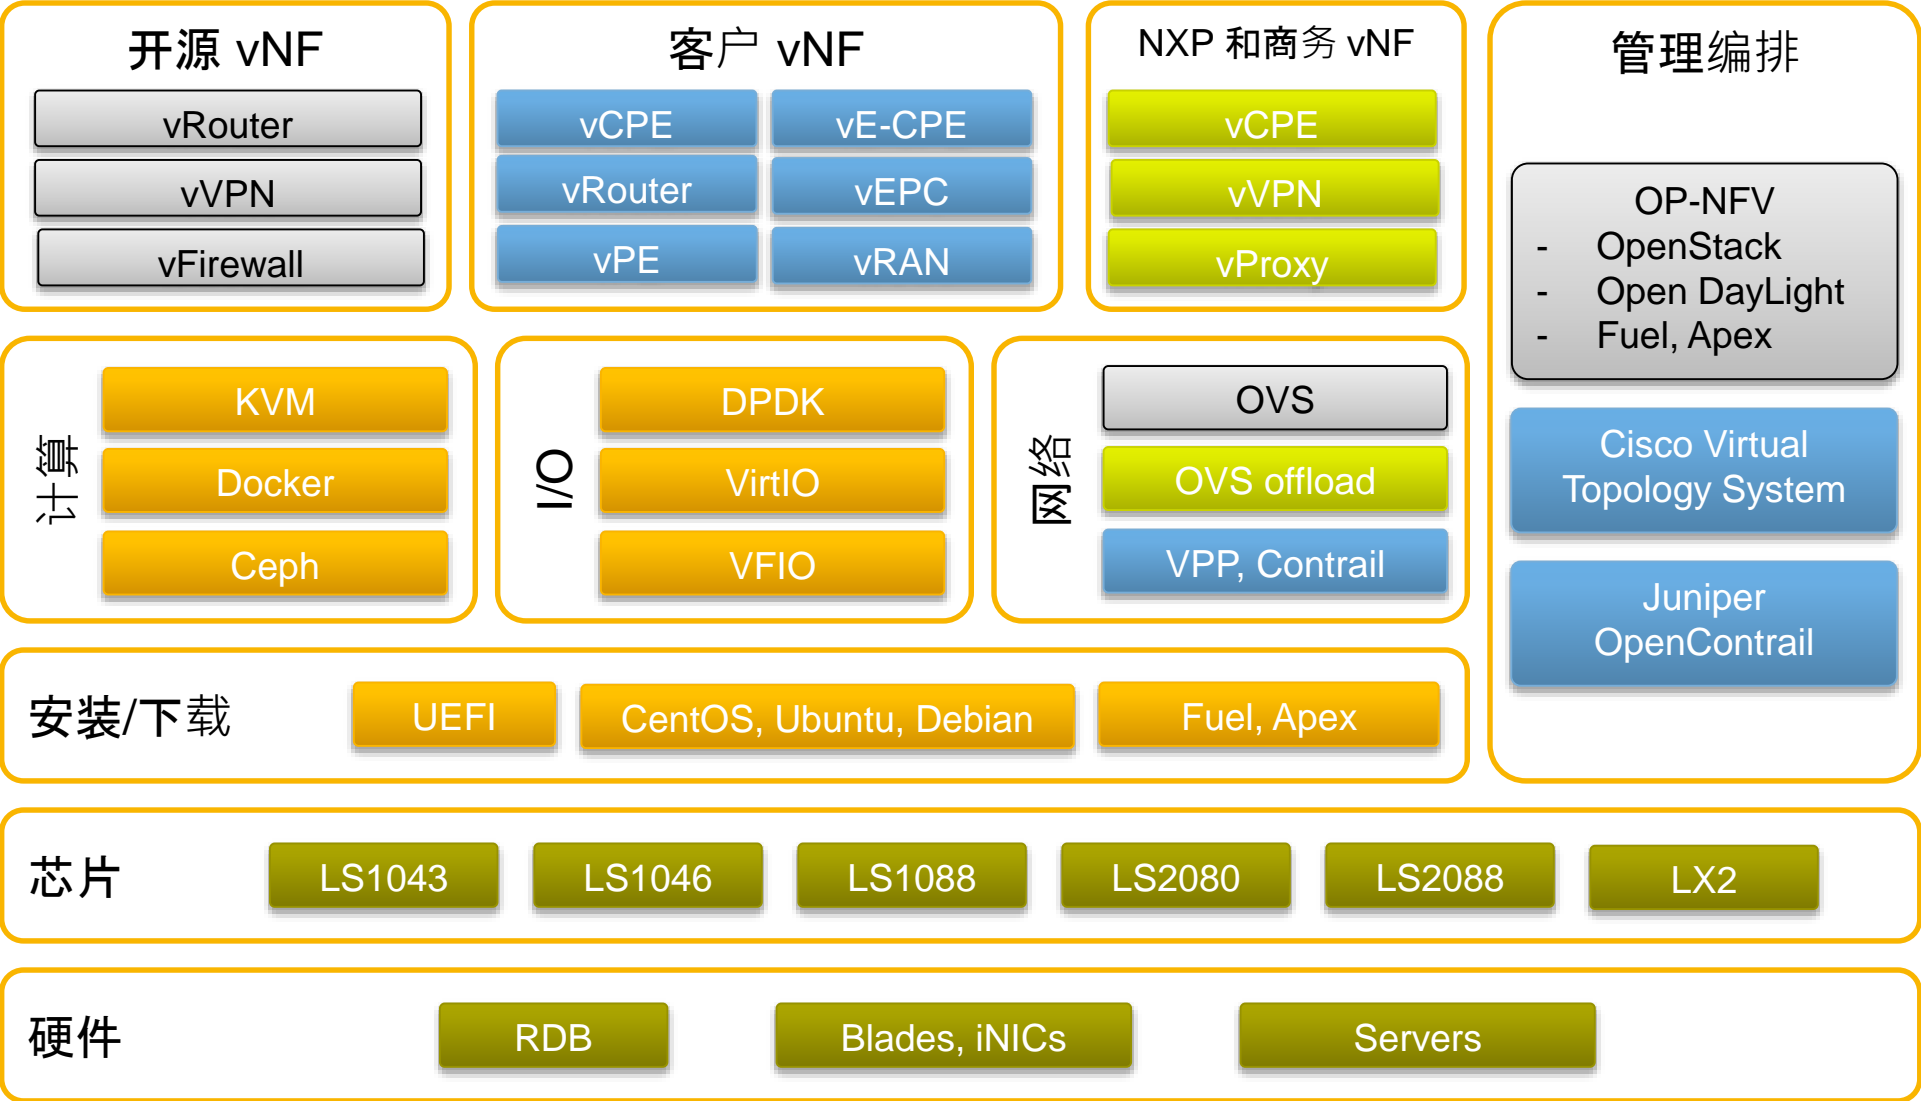 开源 vNF
vRouter
vVPN
vFirewall
客户 vNF
vCPE
vE-CPE
vRouter
vEPC
vPE
vRAN
NXP 和商务 vNF
vCPE
vVPN
vProxy
管理编排
OP-NFV
- OpenStack
- Open DayLight
- Fuel, Apex
Cisco Virtual
Topology System
Juniper
OpenContrail
计算
KVM
Docker
Ceph
I/O
DPDK
VirtIO
VFIO
网络
OVS
OVS offload
VPP, Contrail
安装/下载
UEFI
CentOS, Ubuntu, Debian
Fuel, Apex
芯片
LS1043
LS1046
LS1088
LS2080
LS2088
LX2
硬件
RDB
Blades, iNICs
Servers